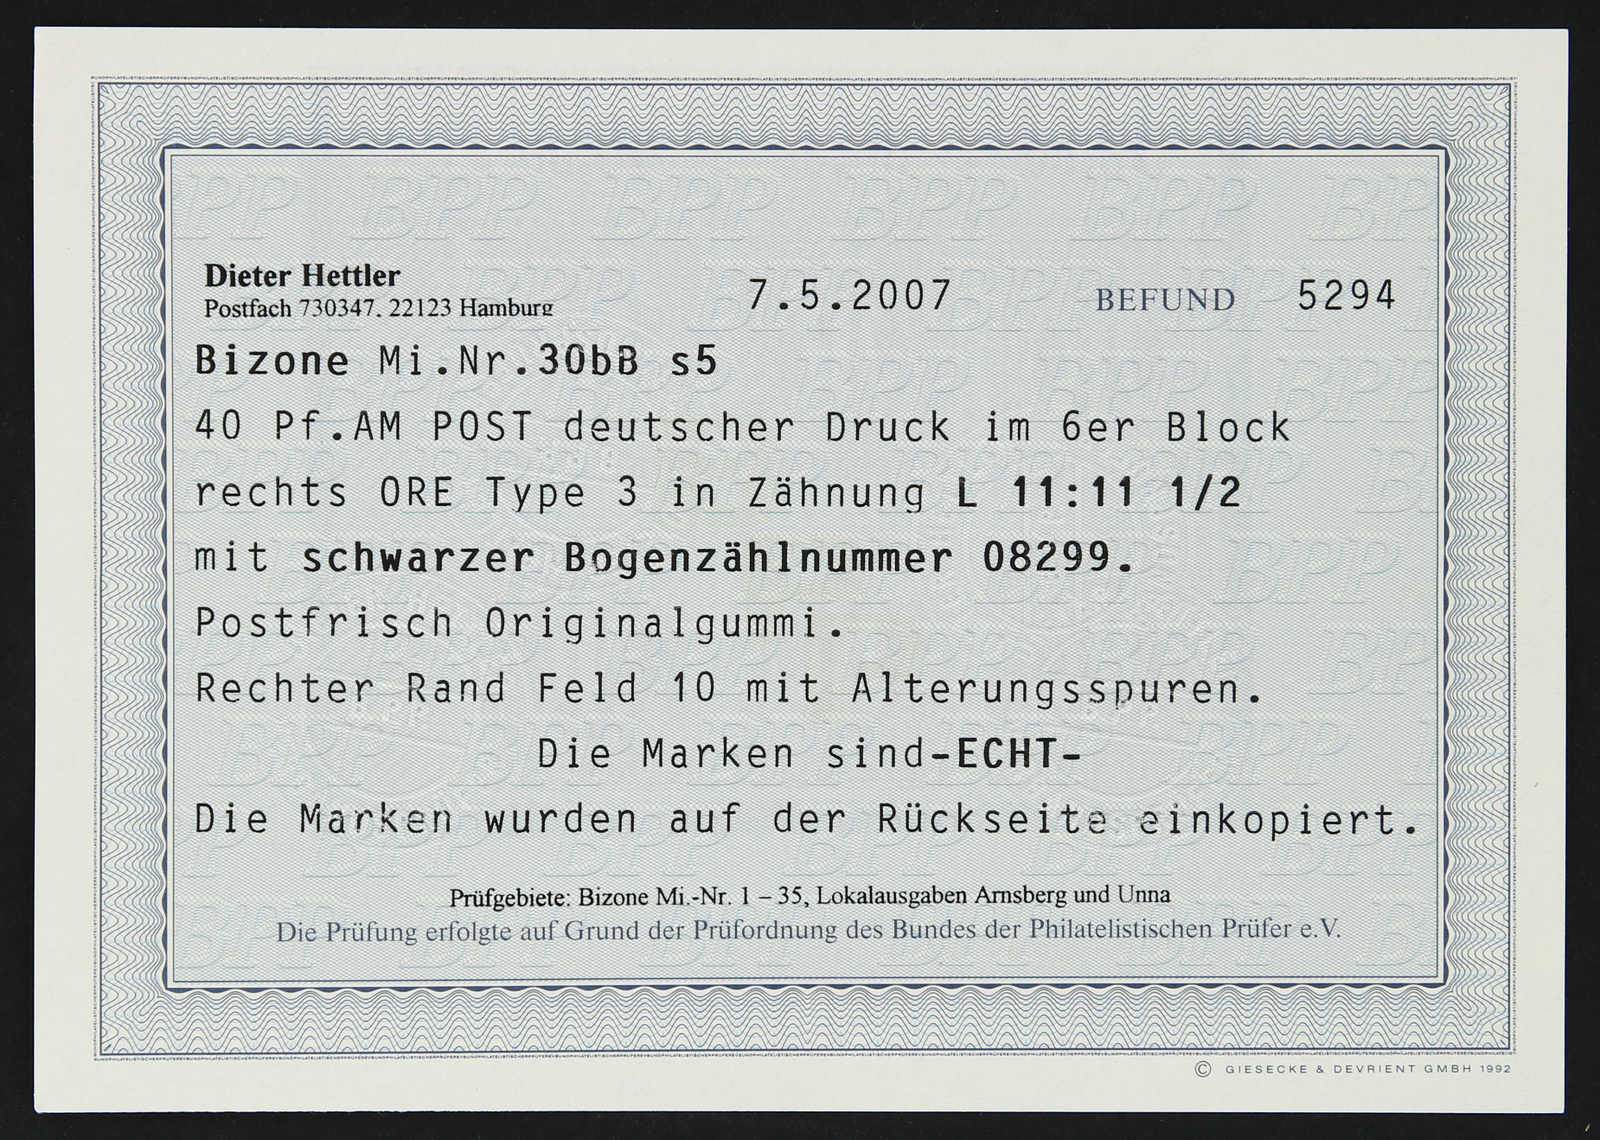 Dieter Hettler
Postfach 730347, 22123 Hamburg
7.5.2007 BEFUND 5294
Bizone Mi.Nr.30bB s5
40 Pf.AM POST deutscher Druck im 6er Block
rechts ORE Type 3 in Zähnung L 11:11 1/2
mit schwarzer Bogenzählnummer 08299.
Postfrisch Originalgummi.
Rechter Rand Feld 10 mit Alterungsspuren.
Die Marken sind-ECHT-
Die Marken wurden auf der Rückseite einkopiert.
Prüfgebiete: Bizone Mi.-Nr. 1 – 35, Lokalausgaben Arnsberg und Unna
Die Prüfung erfolgte auf Grund der Prüfordnung des Bundes der Philatelistischen Prüfer e.V.
© GIESECKE & DEVRIENT GMBH 1992